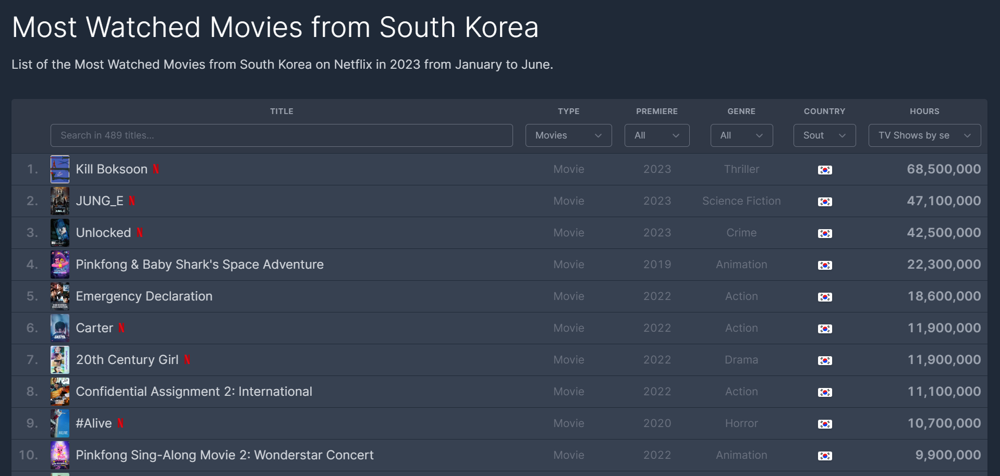 Most Watched Movies from South Korea
List of the Most Watched Movies from South Korea on Netflix in 2023 from January to June.
TITLE TYPE PREMIERE GENRE COUNTRY HOURS
Search in 489 titles... Movies All All Sout TV Shows by se
1. Kill Boksoon N Movie 2023 Thriller 68,500,000
2. JUNG_E N Movie 2023 Science Fiction 47,100,000
3. Unlocked N Movie 2023 Crime 42,500,000
4. Pinkfong & Baby Shark's Space Adventure Movie 2019 Animation 22,300,000
5. Emergency Declaration Movie 2022 Action 18,600,000
6. Carter N Movie 2022 Action 11,900,000
7. 20th Century Girl N Movie 2022 Drama 11,900,000
8. Confidential Assignment 2: International Movie 2022 Action 11,100,000
9. #Alive N Movie 2020 Horror 10,700,000
10. Pinkfong Sing-Along Movie 2: Wonderstar Concert Movie 2022 Animation 9,900,000